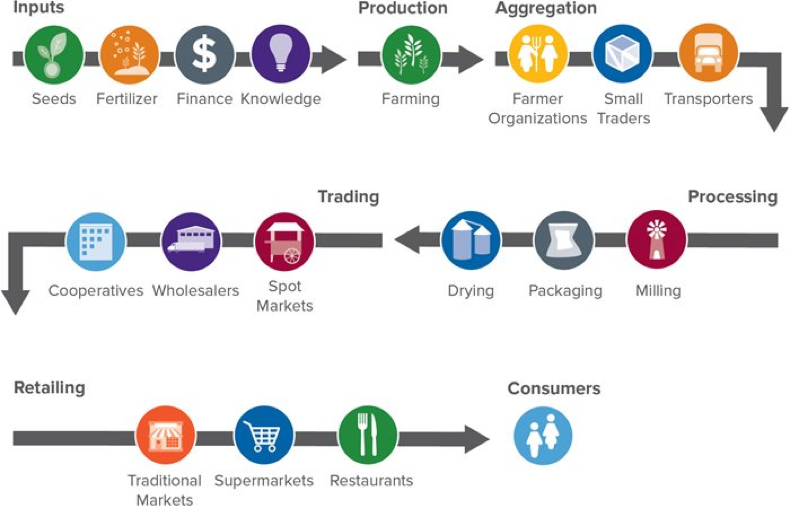 Inputs
Production
Aggregation
$
Seeds
Fertilizer
Finance
Knowledge
Farming
Farmer
Organizations
Small
Traders
Transporters
Trading
Processing
Cooperatives
Wholesalers
Spot
Markets
Drying
Packaging
Milling
Retailing
Consumers
Traditional
Markets
Supermarkets
Restaurants